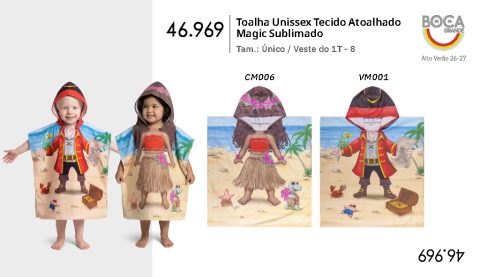 46.969
Toalha Unissex Tecido Atoalhado
Magic Sublimado
Tam.: Único / Veste do 1T - 8
BOCA
GRANDE
Alto Verão 26-27
CM006
VM001
46.969